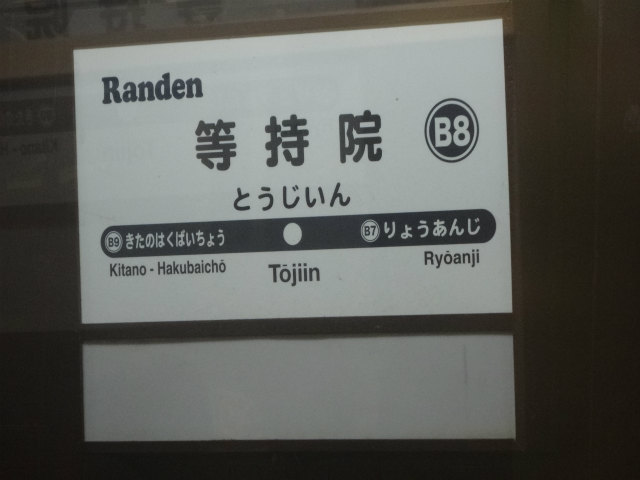 Randen
等持院
B8
とうじいん
B9 きたのはくばいちょう
B7 りょうあんじ
Kitano - Hakubaichō
Tōjiin
Ryōanji